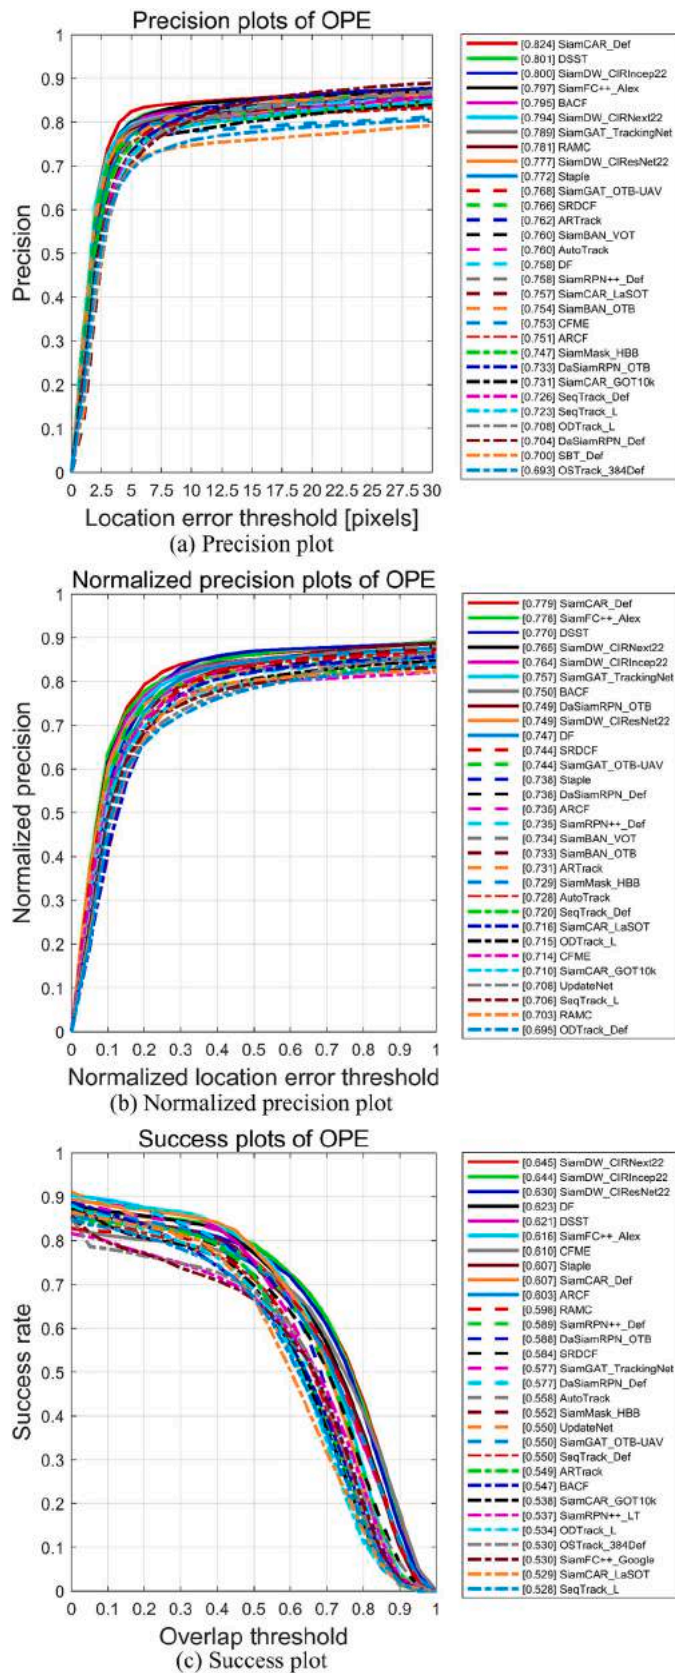 Precision plots of OPE
1
0.9
0.8
0.7
0.6
0.5
0.4
0.3
0.2
0.1
0
Precision
0 2.5 5 7.5 10 12.5 15 17.5 20 22.5 25 27.5 30
Location error threshold [pixels]
[0.824] SiamCAR_Def
[0.801] DSST
[0.800] SiamDW_CIRIncep22
[0.797] SiamFC++_Alex
[0.795] BACF
[0.794] SiamDW_CIRNext22
[0.789] SiamGAT_TrackingNet
[0.781] RAMC
[0.777] SiamDW_CIResNet22
[0.772] Staple
[0.768] SiamGAT_OTB-UAV
[0.766] SRDCF
[0.762] ARTrack
[0.760] SiamBAN_VOT
[0.760] AutoTrack
[0.758] DF
[0.758] SiamRPN++_Def
[0.757] SiamCAR_LaSOT
[0.754] SiamBAN_OTB
[0.753] CFME
[0.751] ARCF
[0.747] SiamMask_HBB
[0.733] DaSiamRPN_OTB
[0.731] SiamCAR_GOT10k
[0.726] SeqTrack_Def
[0.723] SeqTrack_L
[0.708] ODTrack_L
[0.704] DaSiamRPN_Def
[0.700] SBT_Def
[0.693] OSTrack_384Def
(a) Precision plot
Normalized precision plots of OPE
1
0.9
0.8
0.7
0.6
0.5
0.4
0.3
0.2
0.1
0
Normalized precision
0 0.1 0.2 0.3 0.4 0.5 0.6 0.7 0.8 0.9 1
Normalized location error threshold
[0.779] SiamCAR_Def
[0.778] SiamFC++_Alex
[0.770] DSST
[0.765] SiamDW_CIRNext22
[0.764] SiamDW_CIRIncep22
[0.757] SiamGAT_TrackingNet
[0.750] BACF
[0.749] DaSiamRPN_OTB
[0.749] SiamDW_CIResNet22
[0.747] DF
[0.744] SRDCF
[0.744] SiamGAT_OTB-UAV
[0.738] Staple
[0.736] DaSiamRPN_Def
[0.735] ARCF
[0.735] SiamRPN++_Def
[0.734] SiamBAN_VOT
[0.733] SiamBAN_OTB
[0.731] ARTrack
[0.729] SiamMask_HBB
[0.728] AutoTrack
[0.720] SeqTrack_Def
[0.716] SiamCAR_LaSOT
[0.715] ODTrack_L
[0.714] CFME
[0.710] SiamCAR_GOT10k
[0.708] UpdateNet
[0.706] SeqTrack_L
[0.703] RAMC
[0.695] ODTrack_Def
(b) Normalized precision plot
Success plots of OPE
1
0.9
0.8
0.7
0.6
0.5
0.4
0.3
0.2
0.1
0
Success rate
0 0.1 0.2 0.3 0.4 0.5 0.6 0.7 0.8 0.9 1
Overlap threshold
[0.645] SiamDW_CIRNext22
[0.644] SiamDW_CIRIncep22
[0.630] SiamDW_CIResNet22
[0.623] DF
[0.621] DSST
[0.616] SiamFC++_Alex
[0.610] CFME
[0.607] Staple
[0.607] SiamCAR_Def
[0.603] ARCF
[0.598] RAMC
[0.589] SiamRPN++_Def
[0.588] DaSiamRPN_OTB
[0.584] SRDCF
[0.577] SiamGAT_TrackingNet
[0.577] DaSiamRPN_Def
[0.558] AutoTrack
[0.552] SiamMask_HBB
[0.550] UpdateNet
[0.550] SiamGAT_OTB-UAV
[0.550] SeqTrack_Def
[0.549] ARTrack
[0.547] BACF
[0.538] SiamCAR_GOT10k
[0.537] SiamRPN++_LT
[0.534] ODTrack_L
[0.530] OSTrack_384Def
[0.530] SiamFC++_Google
[0.529] SiamCAR_LaSOT
[0.528] SeqTrack_L
(c) Success plot